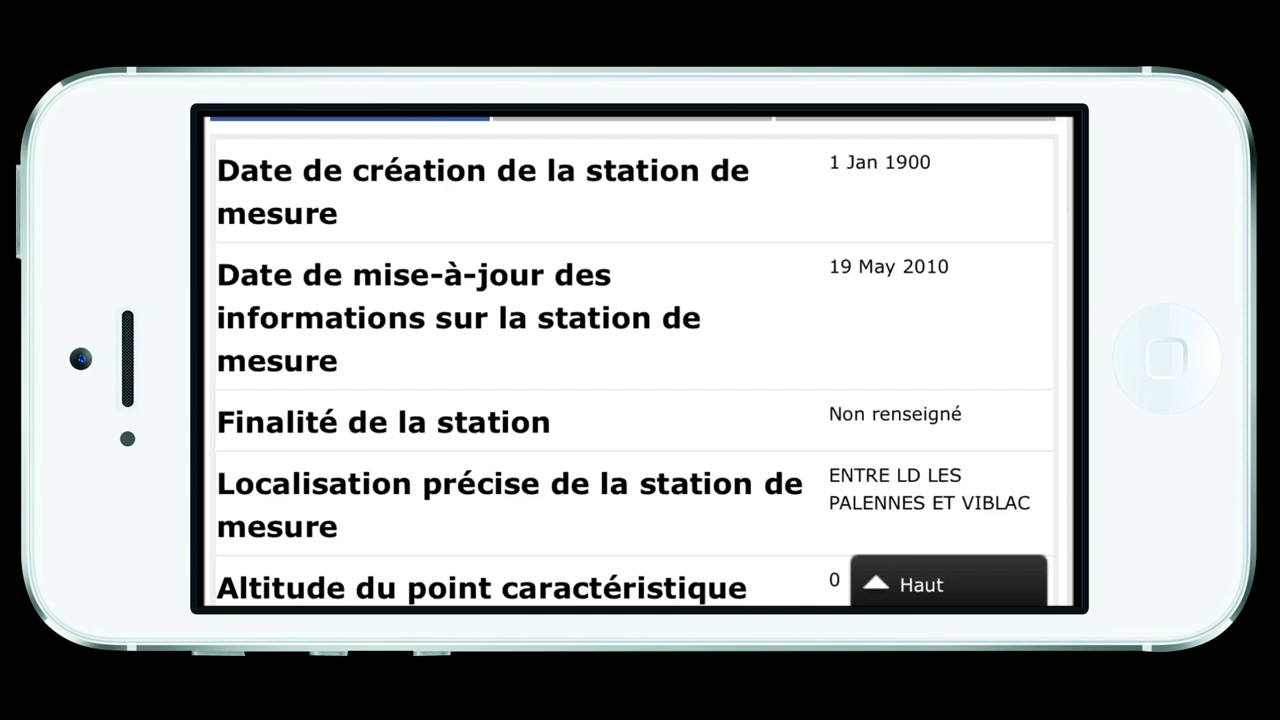 Date de création de la station de
mesure
1 Jan 1900
Date de mise-à-jour des
informations sur la station de
mesure
19 May 2010
Finalité de la station
Non renseigné
Localisation précise de la station de
mesure
ENTRE LD LES
PALENNES ET VIBLAC
Altitude du point caractéristique
0
Haut